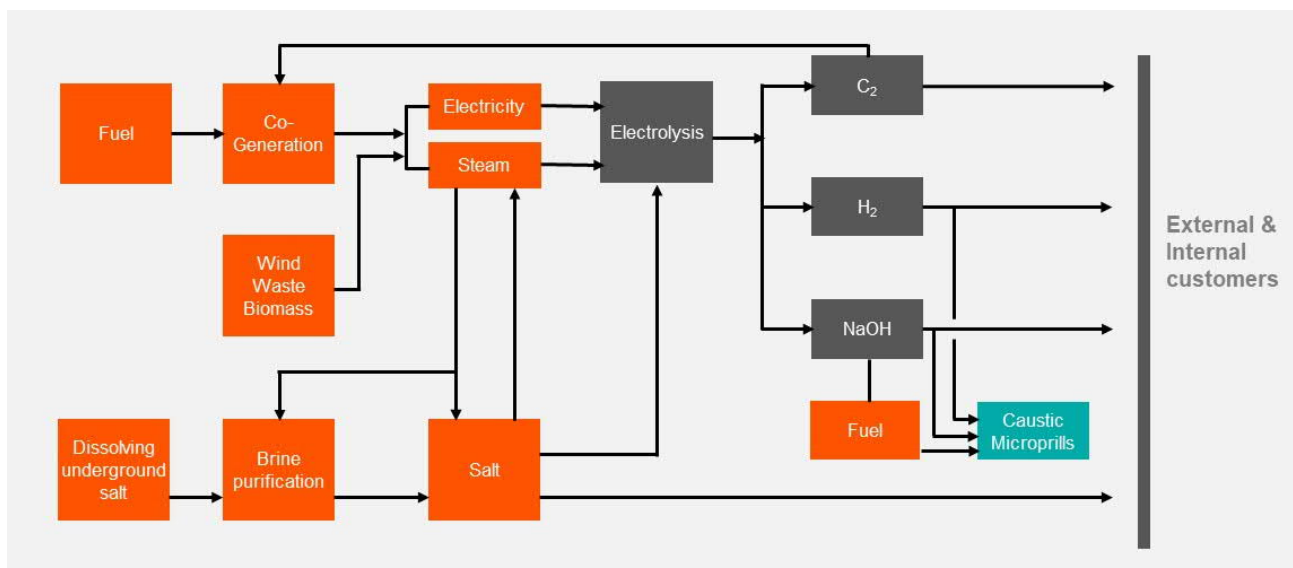 Fuel
Co-
Generation
Electricity
Steam
Electrolysis
C₂
H₂
NaOH
Wind
Waste
Biomass
External &
Internal
customers
Dissolving
underground
salt
Brine
purification
Salt
Fuel
Caustic
Microprills